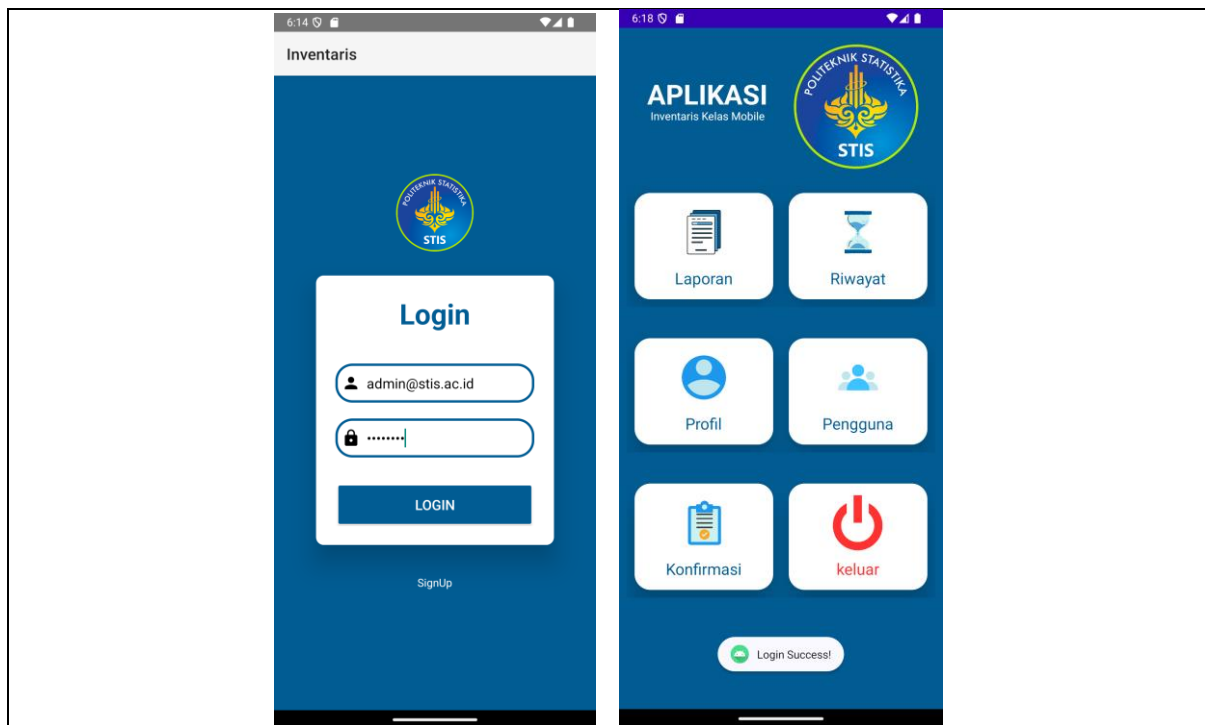 6:14
Inventaris
POLITEKNIK STATISTIKA
STIS
Login
admin@stis.ac.id
••••••••
LOGIN
SignUp
6:18
APLIKASI
Inventaris Kelas Mobile
POLITEKNIK STATISTIKA
STIS
Laporan
Riwayat
Profil
Pengguna
Konfirmasi
keluar
Login Success!